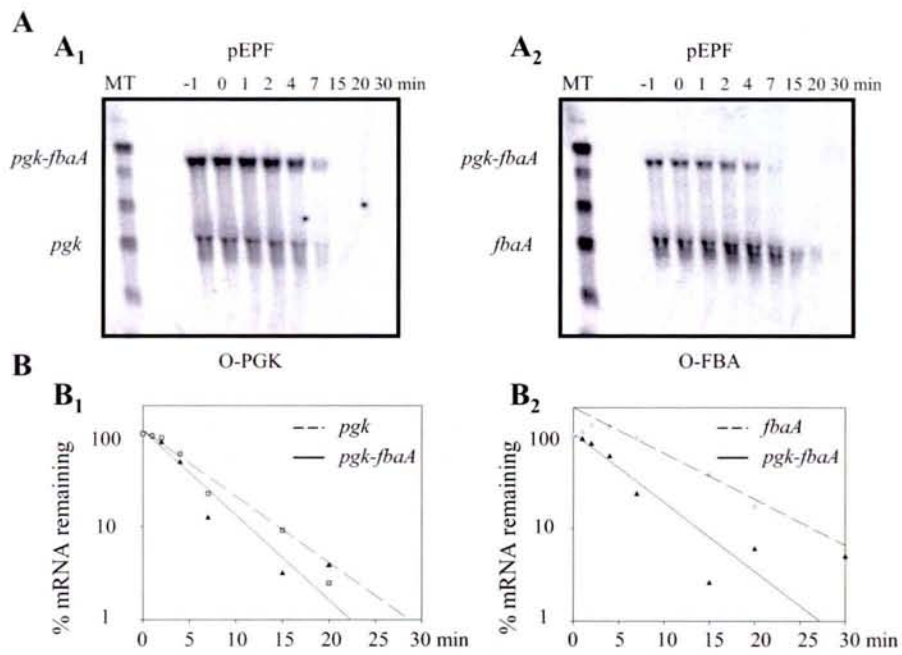 A
A1
pEPF
MT -1 0 1 2 4 7 15 20 30 min
pgk-fbaA
pgk
O-PGK
A2
pEPF
MT -1 0 1 2 4 7 15 20 30 min
pgk-fbaA
fbaA
O-FBA
B
B1
pgk
pgk-fbaA
% mRNA remaining
100
10
1
0 5 10 15 20 25 30 min
B2
fbaA
pgk-fbaA
% mRNA remaining
100
10
1
0 5 10 15 20 25 30 min